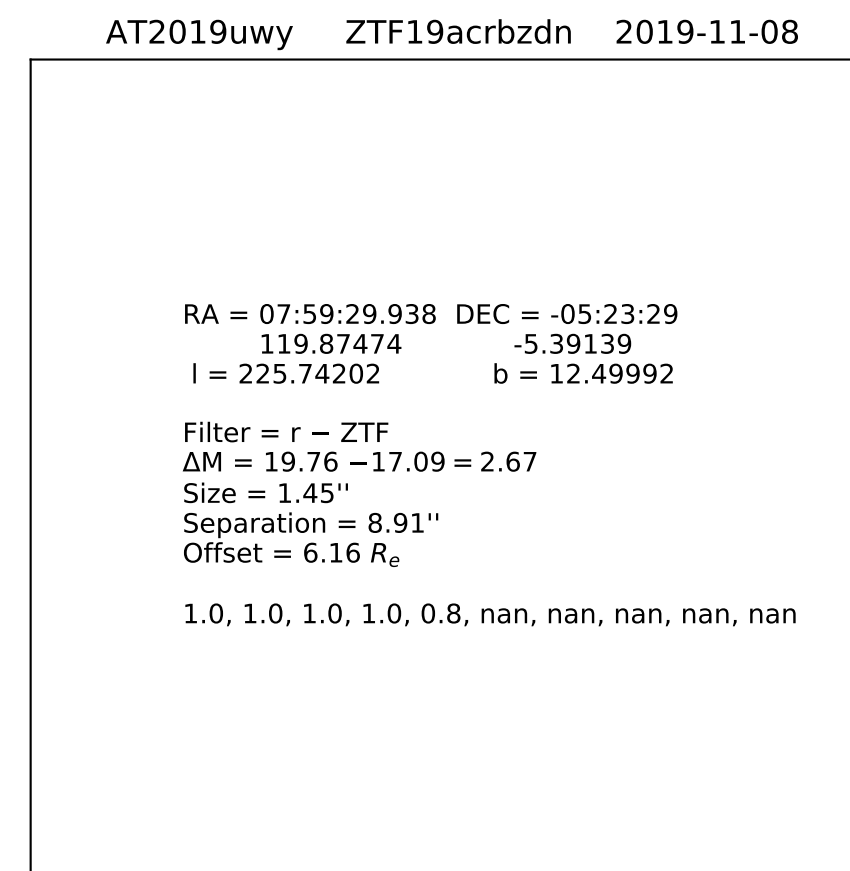 AT2019uwy ZTF19acrbzdn 2019-11-08
RA = 07:59:29.938 DEC = -05:23:29
119.87474 -5.39139
l = 225.74202 b = 12.49992
Filter = r − ZTF
ΔM = 19.76 −17.09 = 2.67
Size = 1.45''
Separation = 8.91''
Offset = 6.16 Rₑ
1.0, 1.0, 1.0, 1.0, 0.8, nan, nan, nan, nan, nan